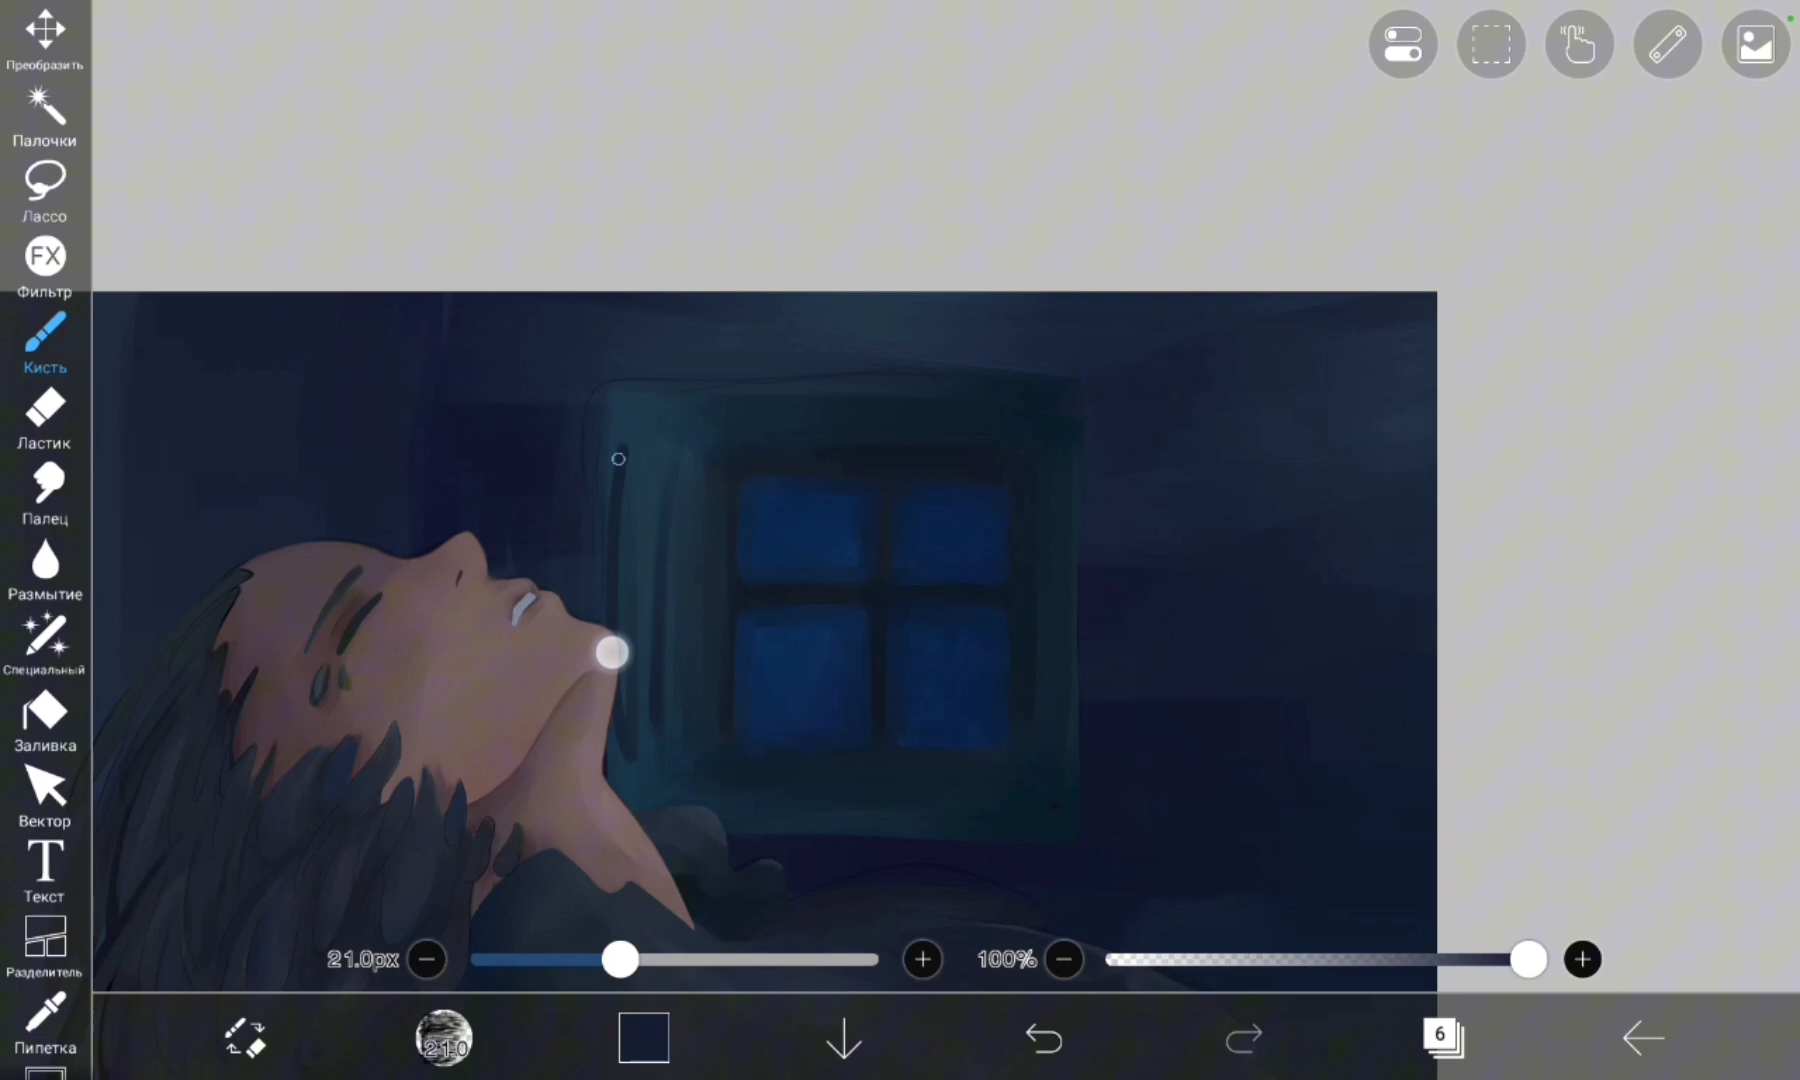 Преобразить
Палочки
Лассо
FX
Фильтр
Кисть
Ластик
Палец
Размытие
Специальный
Заливка
Вектор
T
Текст
Разделитель
Пипетка
21.0px
100%
21.0
6